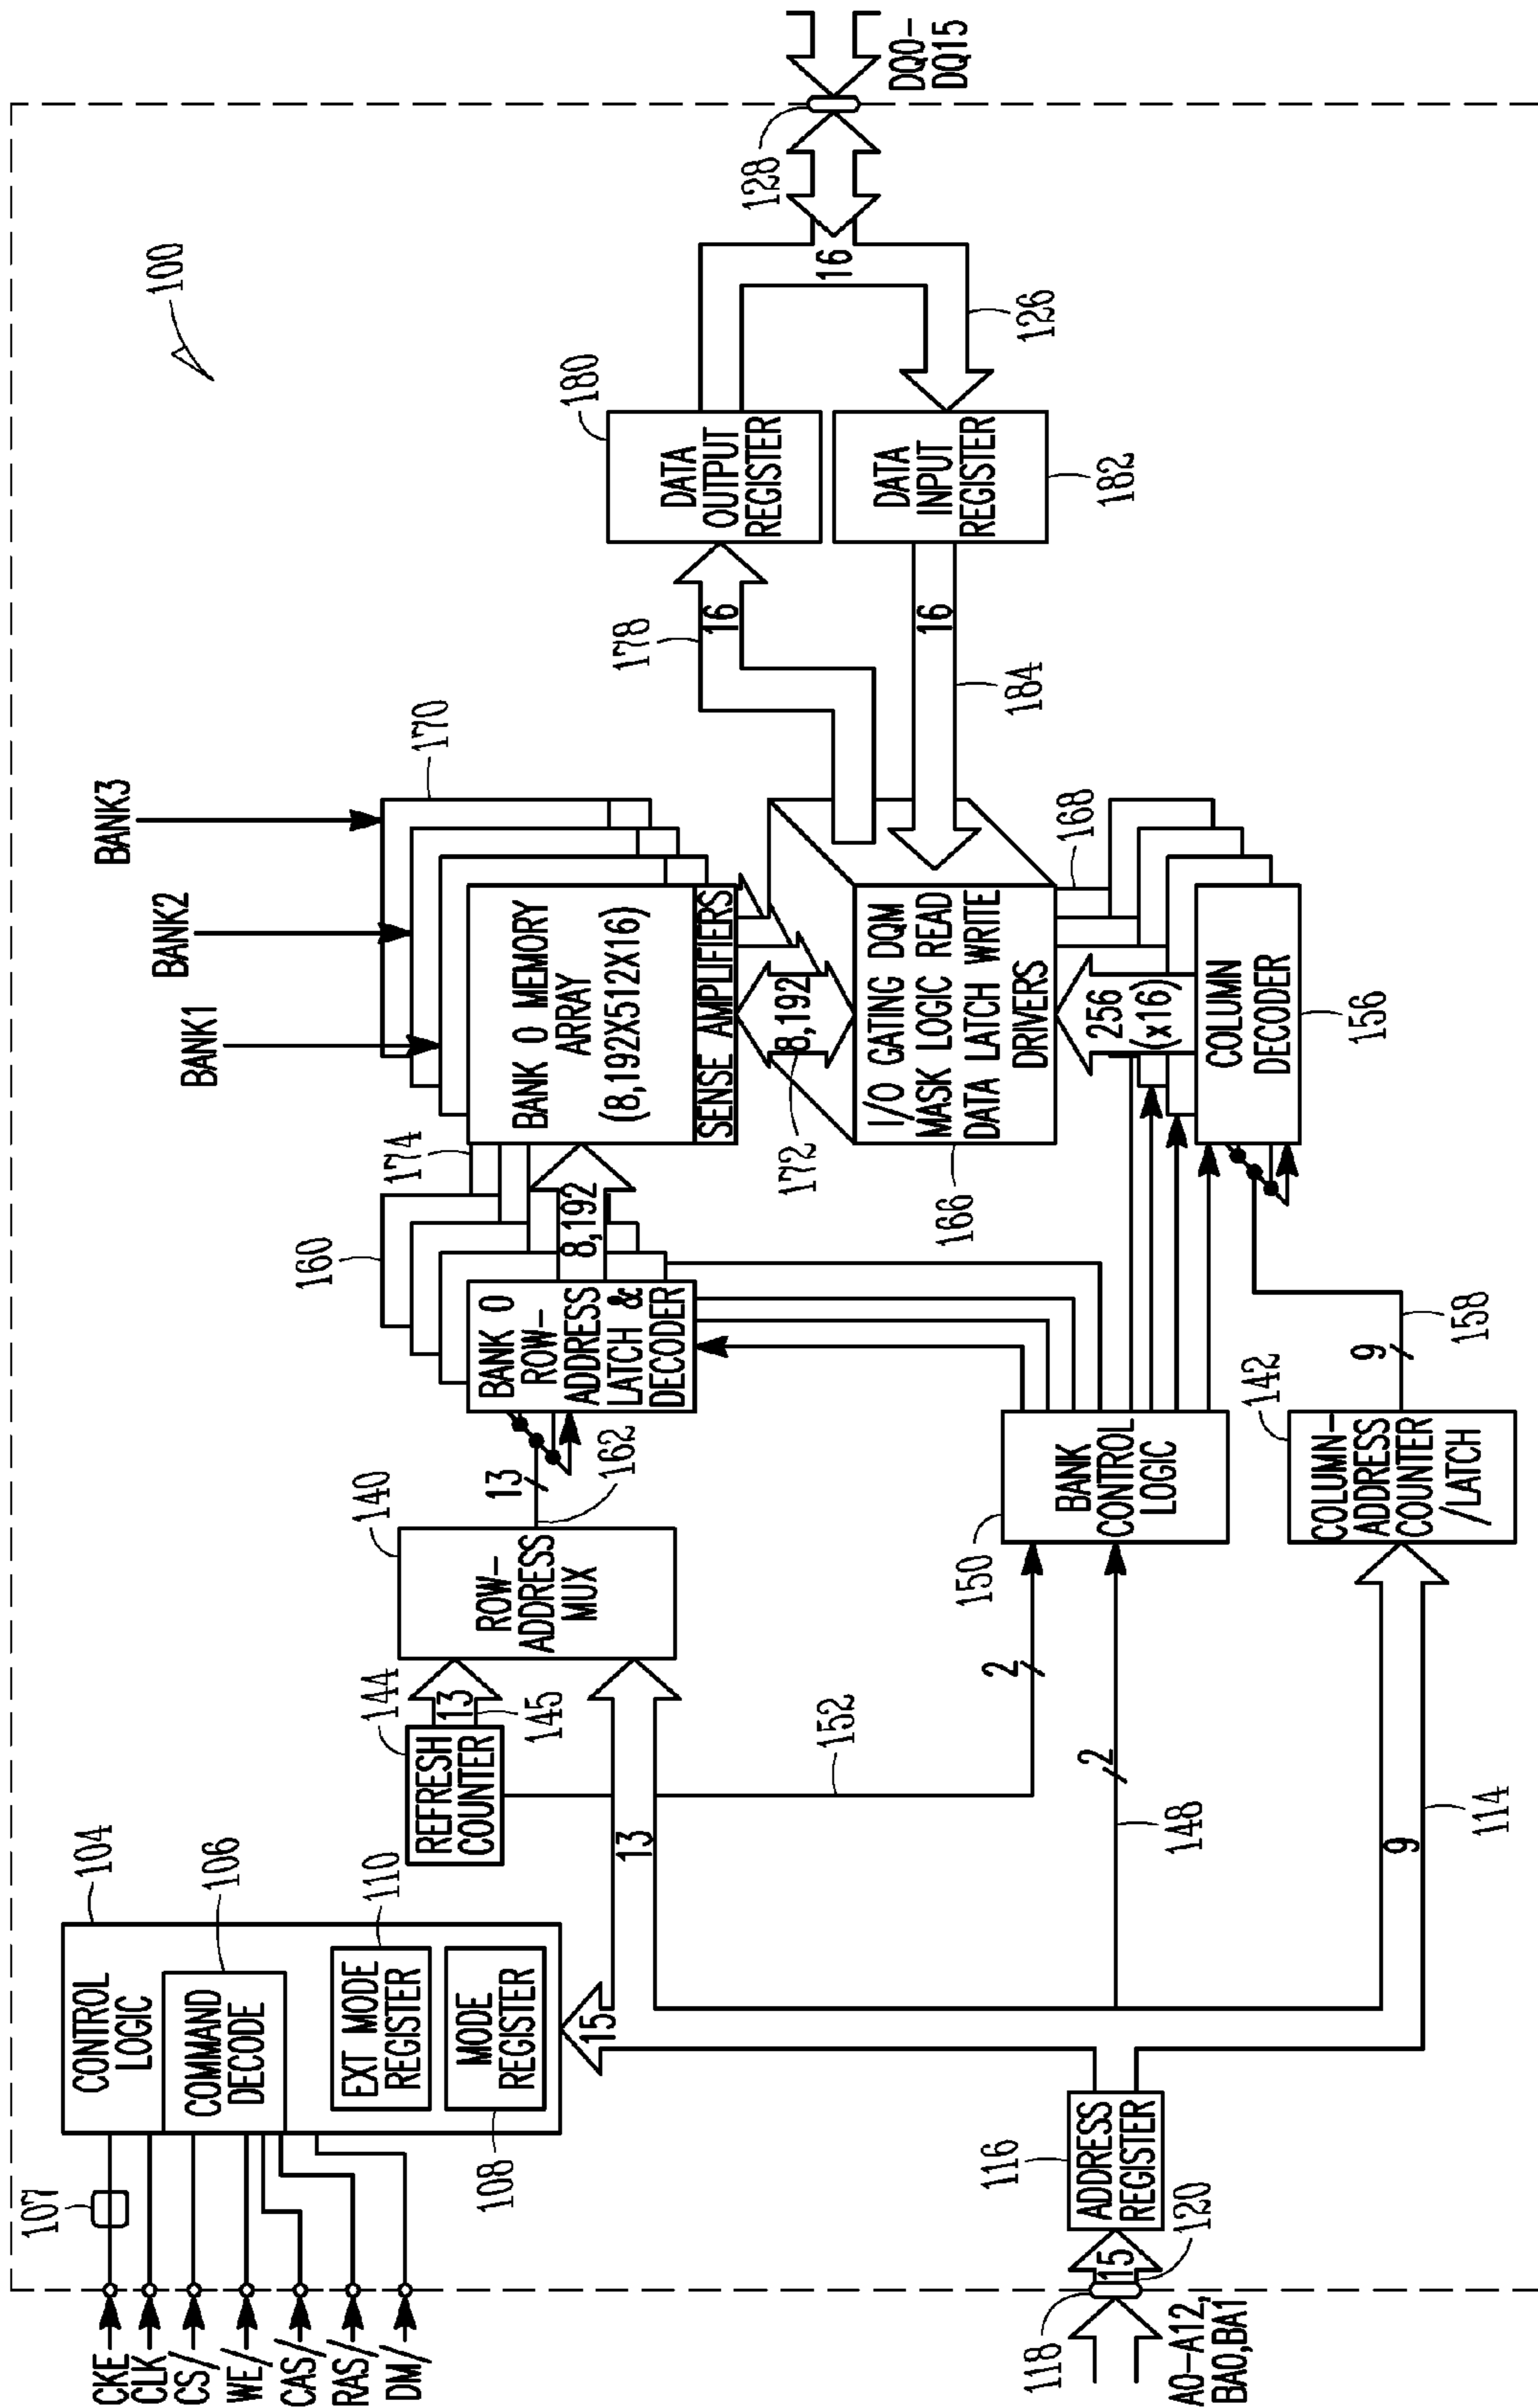 100
CKE
CLK
CS/
WE/
CAS/
RAS/
DM/
107
CONTROL
LOGIC
104
COMMAND
DECODE
106
EXT MODE
REGISTER
110
MODE
REGISTER
108
15
REFRESH
COUNTER
144
13
145
13
ROW-
ADDRESS
MUX
140
13
162
BANK 0
ROW-
ADDRESS
LATCH &
DECODER
160
8,192
174
BANK1
BANK2
BANK3
170
BANK 0 MEMORY
ARRAY
(8,192X512X16)
SENSE AMPLIFIERS
8,192
172
I/O GATING DQM
MASK LOGIC READ
DATA LATCH WRITE
DRIVERS
166
168
256
(x16)
COLUMN
DECODER
156
178
16
DATA
OUTPUT
REGISTER
180
16
184
DATA
INPUT
REGISTER
182
16
126
128
DQ0-
DQ15
152
2
148
2
150
BANK
CONTROL
LOGIC
A0-A12,
BA0,BA1
118
15
120
116
ADDRESS
REGISTER
9
114
COLUMN-
ADDRESS
COUNTER
/LATCH
142
9
158